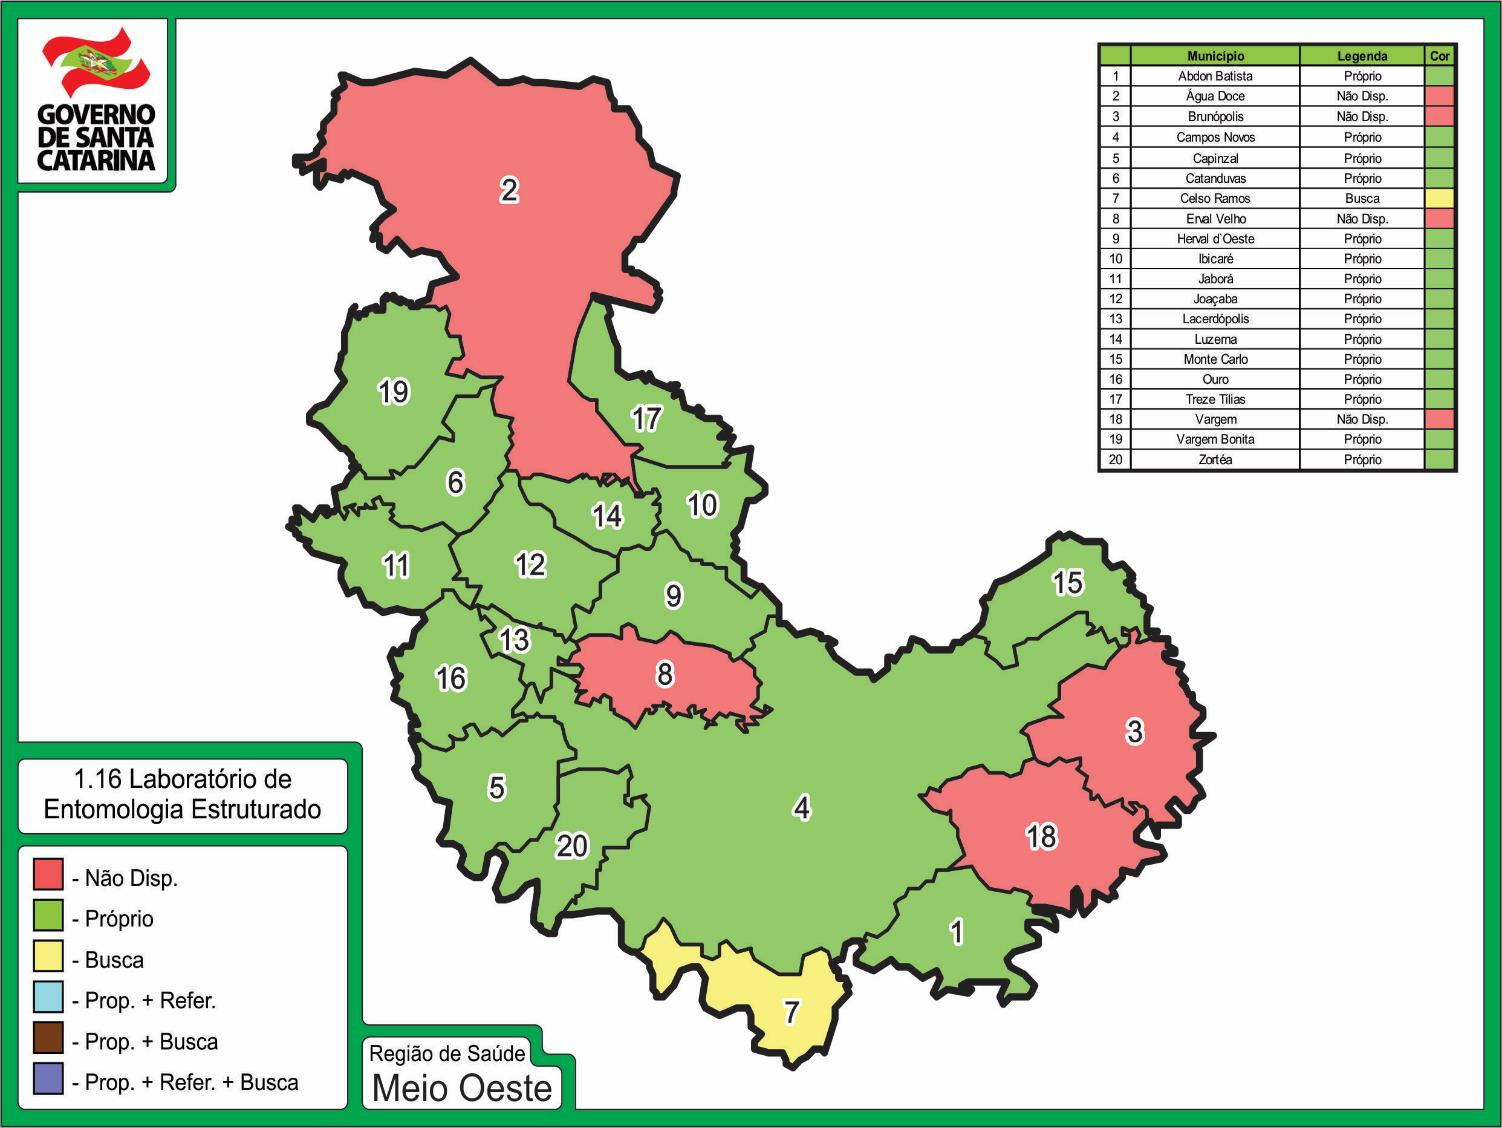 GOVERNO
DE SANTA
CATARINA
Município Legenda Cor
1 Abdon Batista Próprio
2 Água Doce Não Disp.
3 Brunópolis Não Disp.
4 Campos Novos Próprio
5 Capinzal Próprio
6 Catanduvas Próprio
7 Celso Ramos Busca
8 Erval Velho Não Disp.
9 Herval d`Oeste Próprio
10 Ibicaré Próprio
11 Jaborá Próprio
12 Joaçaba Próprio
13 Lacerdópolis Próprio
14 Luzerna Próprio
15 Monte Carlo Próprio
16 Ouro Próprio
17 Treze Tílias Próprio
18 Vargem Não Disp.
19 Vargem Bonita Próprio
20 Zortéa Próprio
2
19
17
6
10
14
11
12
15
9
13
8
16
3
5
4
18
20
1
7
1.16 Laboratório de
Entomologia Estruturado
- Não Disp.
- Próprio
- Busca
- Prop. + Refer.
- Prop. + Busca
- Prop. + Refer. + Busca
Região de Saúde
Meio Oeste